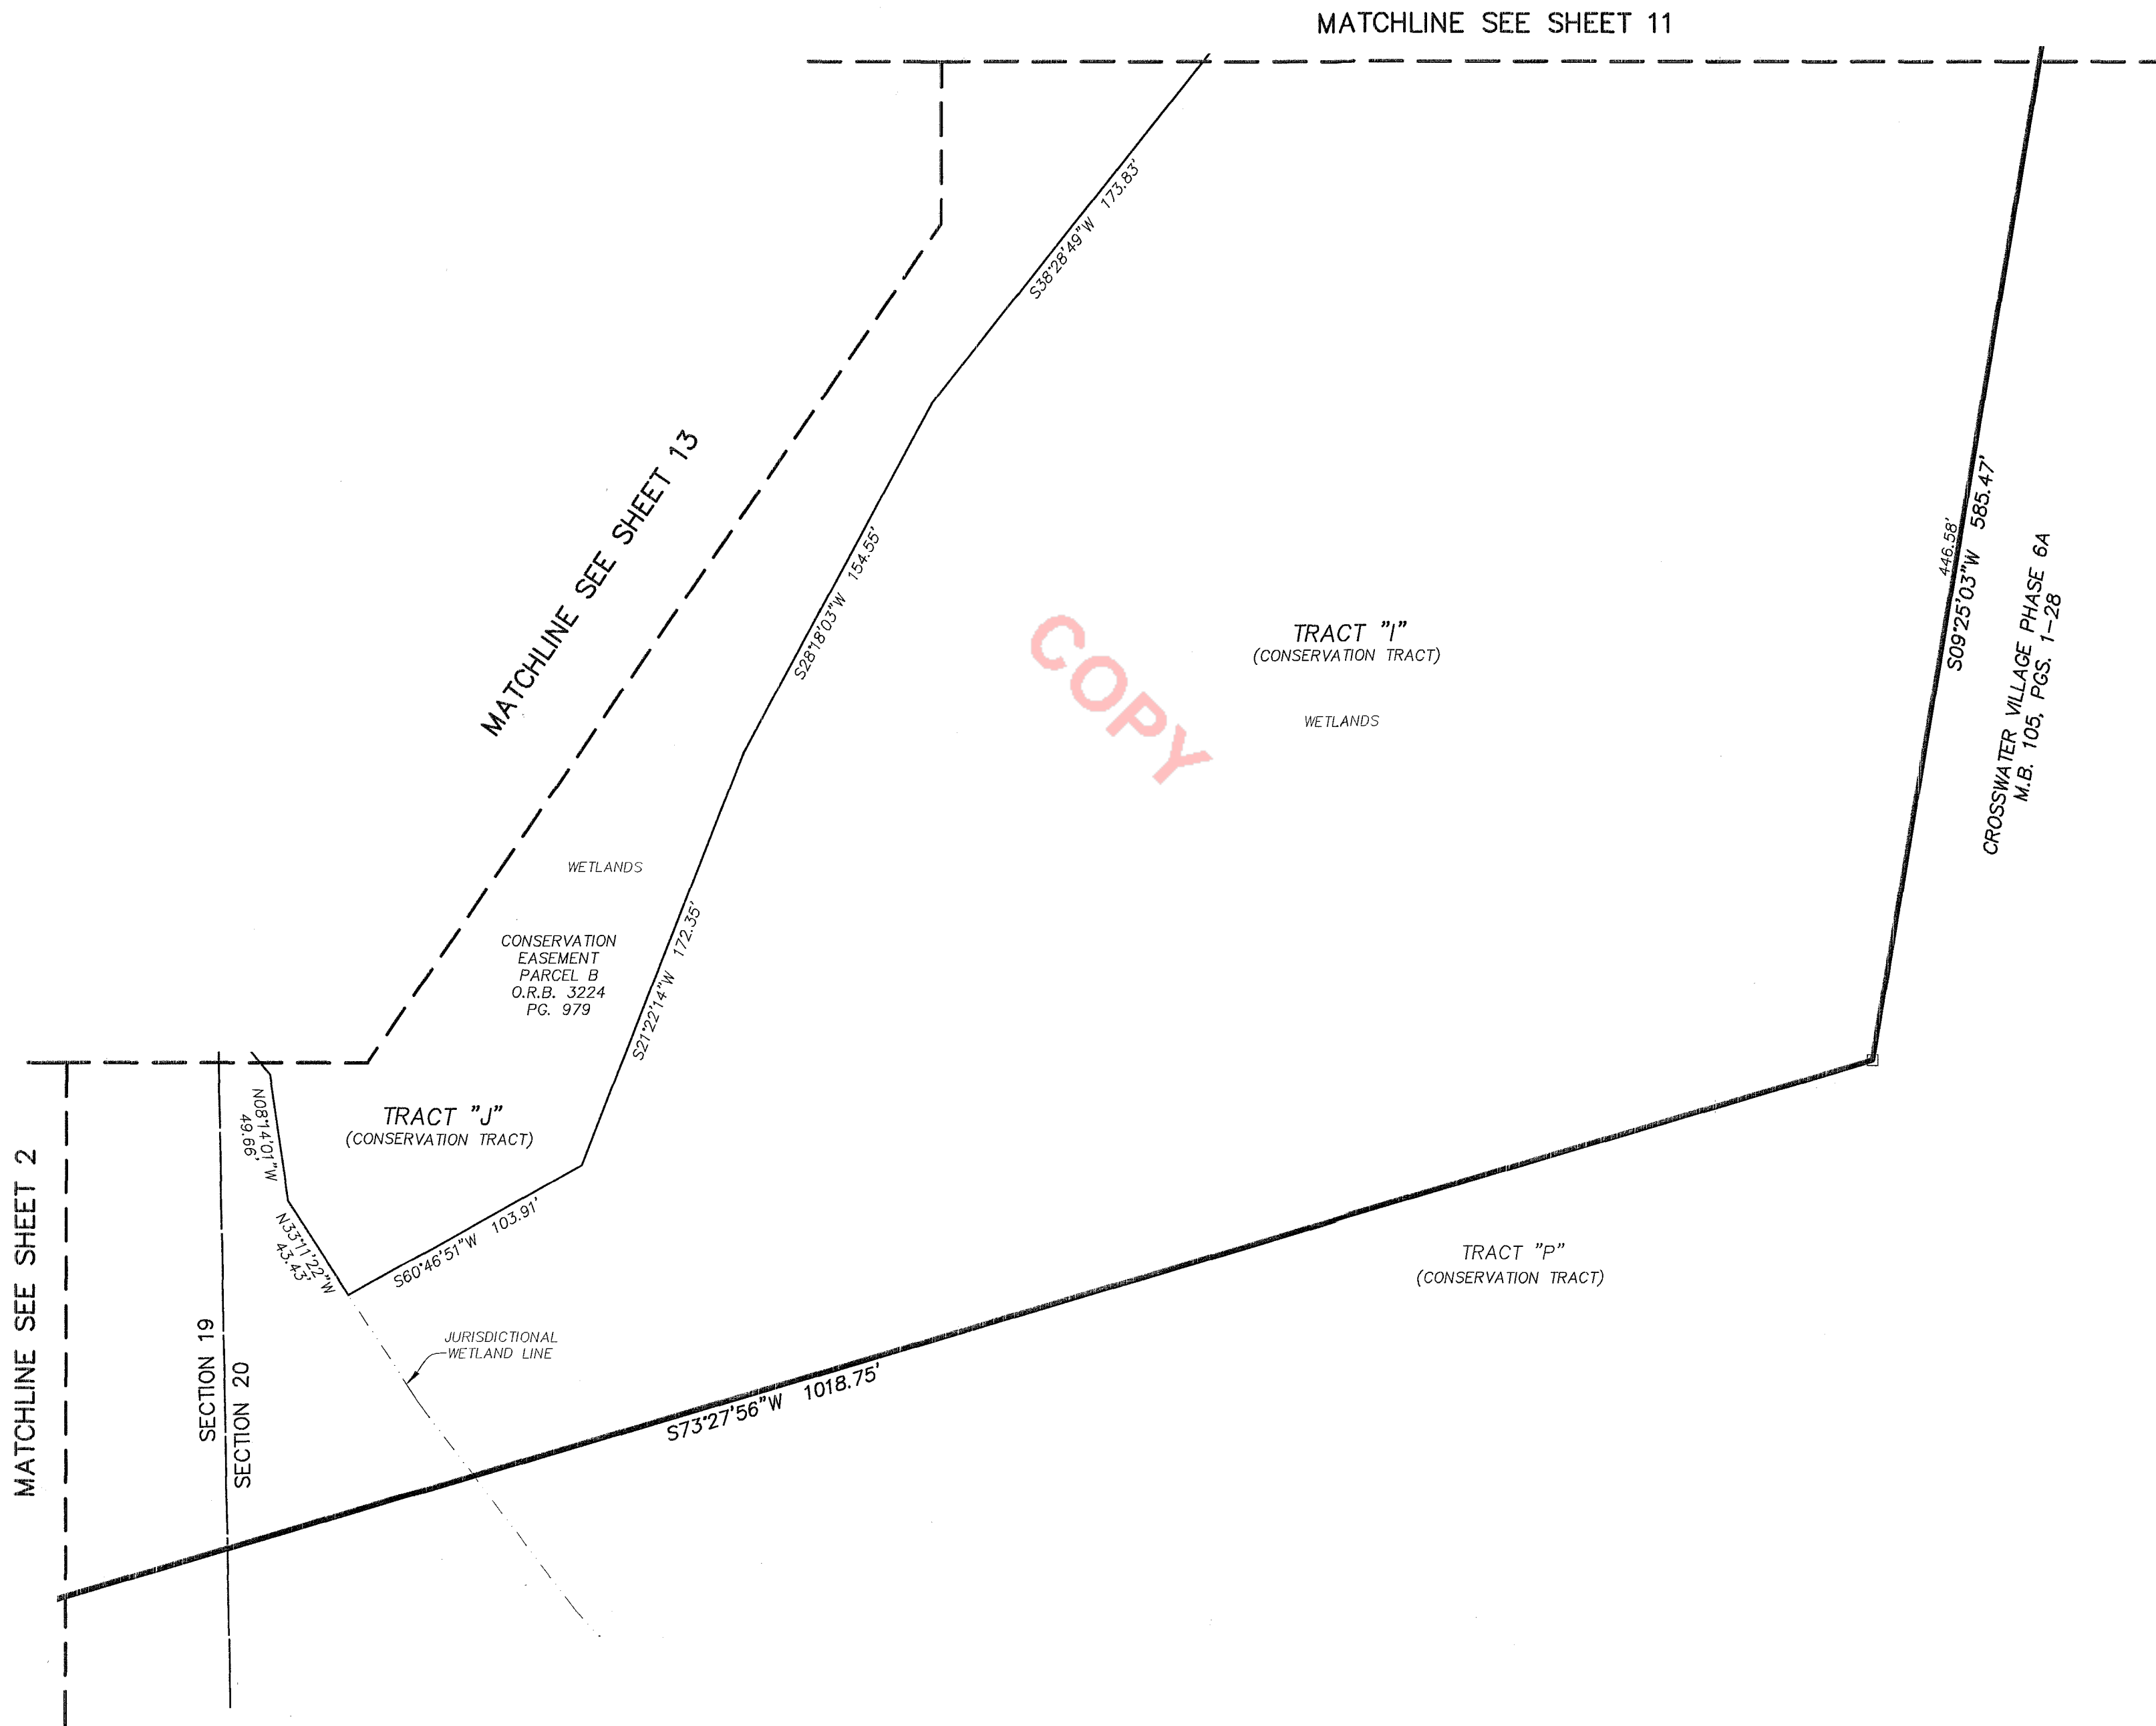 MATCHLINE SEE SHEET 11
S38°28'49"W 173.83'
MATCHLINE SEE SHEET 13
S28°18'03"W 154.55'
446.58'
S09°25'03"W 585.47'
CROSSWATER VILLAGE PHASE 6A
M.B. 105, PGS. 1-28
TRACT "I"
(CONSERVATION TRACT)
WETLANDS
COPY
WETLANDS
CONSERVATION
EASEMENT
PARCEL B
O.R.B. 3224
PG. 979
S21°22'14"W 172.35'
TRACT "J"
(CONSERVATION TRACT)
N08°14'01"W
49.66'
N33°11'22"W
43.43'
S60°46'51"W 103.91'
MATCHLINE SEE SHEET 2
SECTION 19
SECTION 20
JURISDICTIONAL
WETLAND LINE
S73°27'56"W 1018.75'
TRACT "P"
(CONSERVATION TRACT)